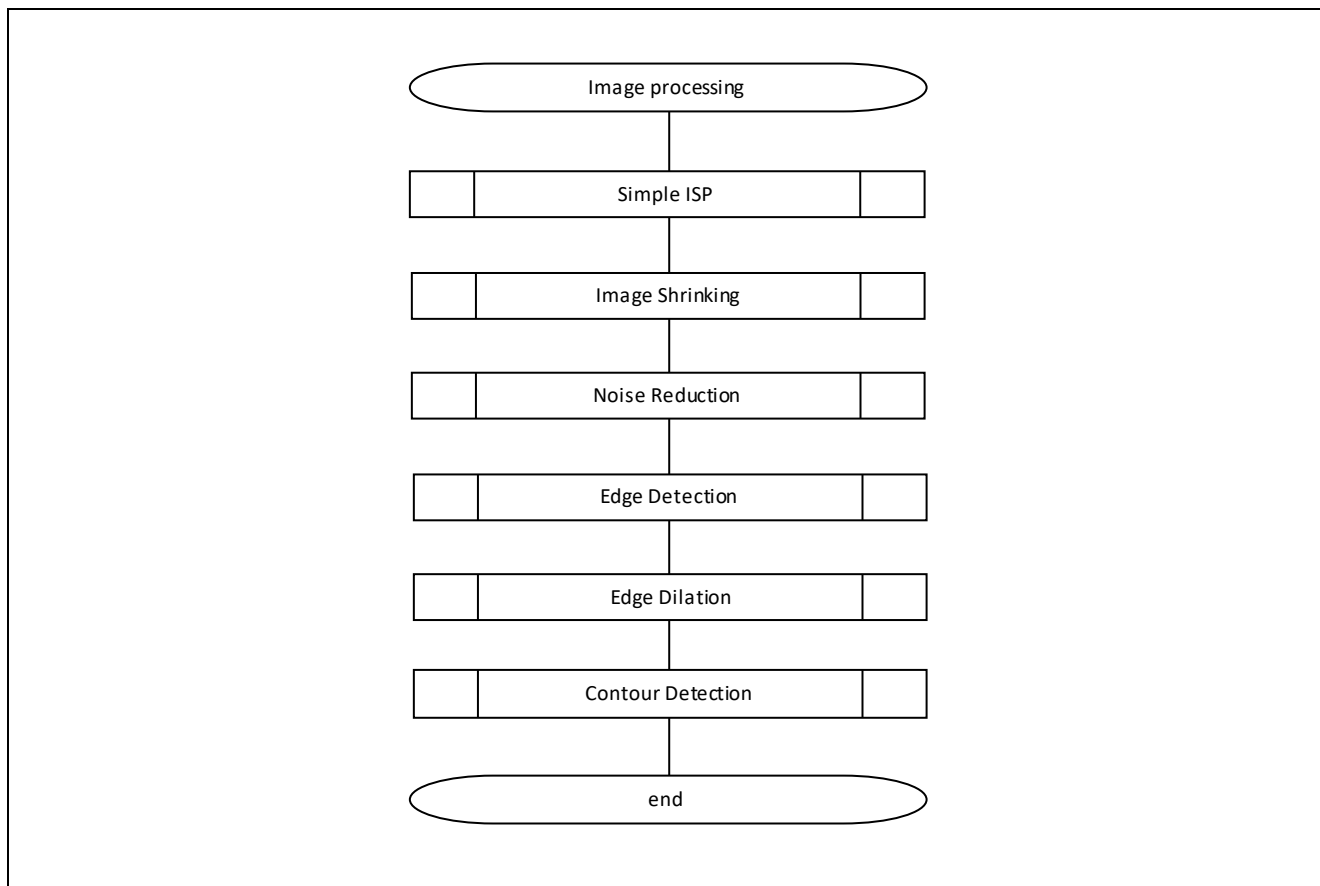 Image processing
Simple ISP
Image Shrinking
Noise Reduction
Edge Detection
Edge Dilation
Contour Detection
end